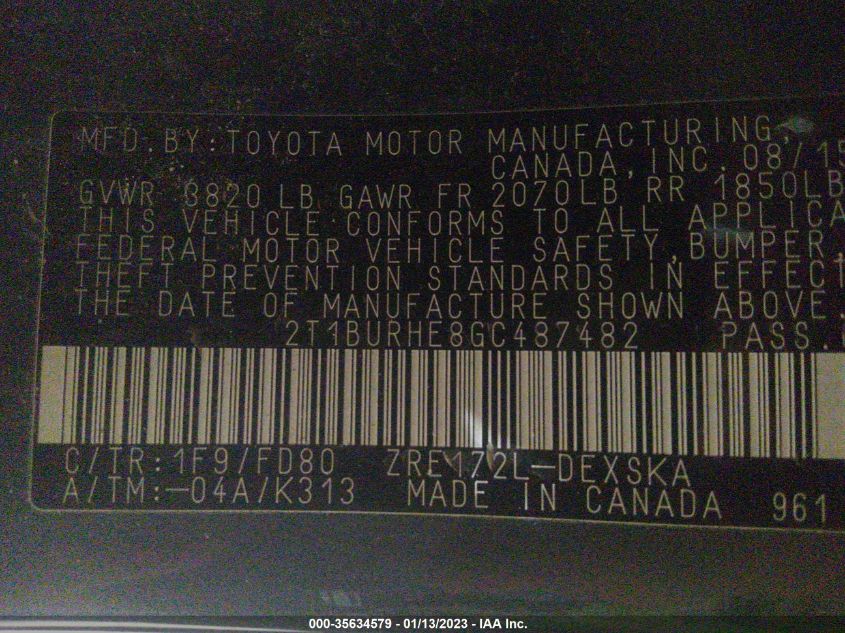 MFD.BY:TOYOTA MOTOR MANUFACTURING,
CANADA,INC. 08/15
GVWR 3820 LB GAWR FR 2070LB RR 1850LB
THIS VEHICLE CONFORMS TO ALL APPLICA
FEDERAL MOTOR VEHICLE SAFETY,BUMPER,
THEFT PREVENTION STANDARDS IN EFFECT
THE DATE OF MANUFACTURE SHOWN ABOVE.
2T1BURHE8GC487482 PASS.
C/TR:1F9/FD80 ZRE172L-DEXSKA
A/TM:-04A/K313 MADE IN CANADA 961
000-35634579 - 01/13/2023 - IAA Inc.